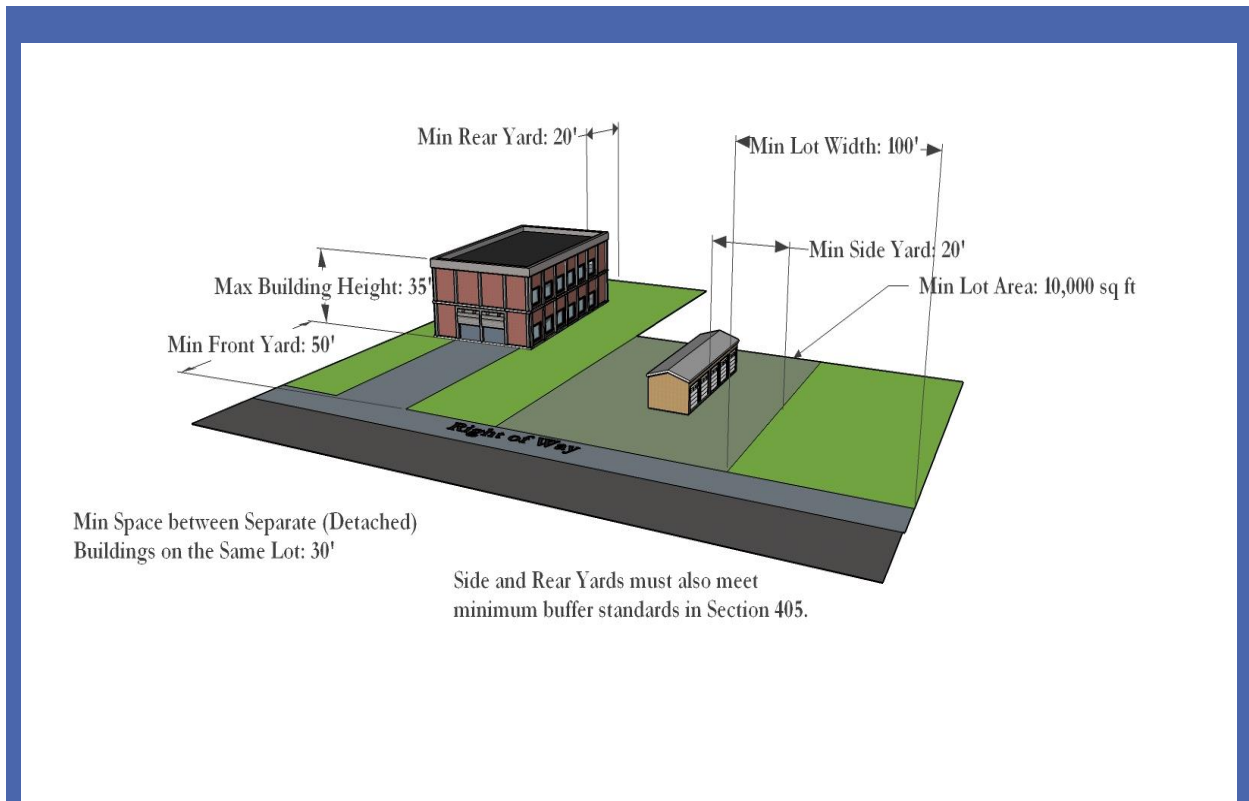 Min Rear Yard: 20'
Min Lot Width: 100'
Min Side Yard: 20'
Max Building Height: 35'
Min Lot Area: 10,000 sq ft
Min Front Yard: 50'
Right of Way
Min Space between Separate (Detached)
Buildings on the Same Lot: 30'
Side and Rear Yards must also meet
minimum buffer standards in Section 405.